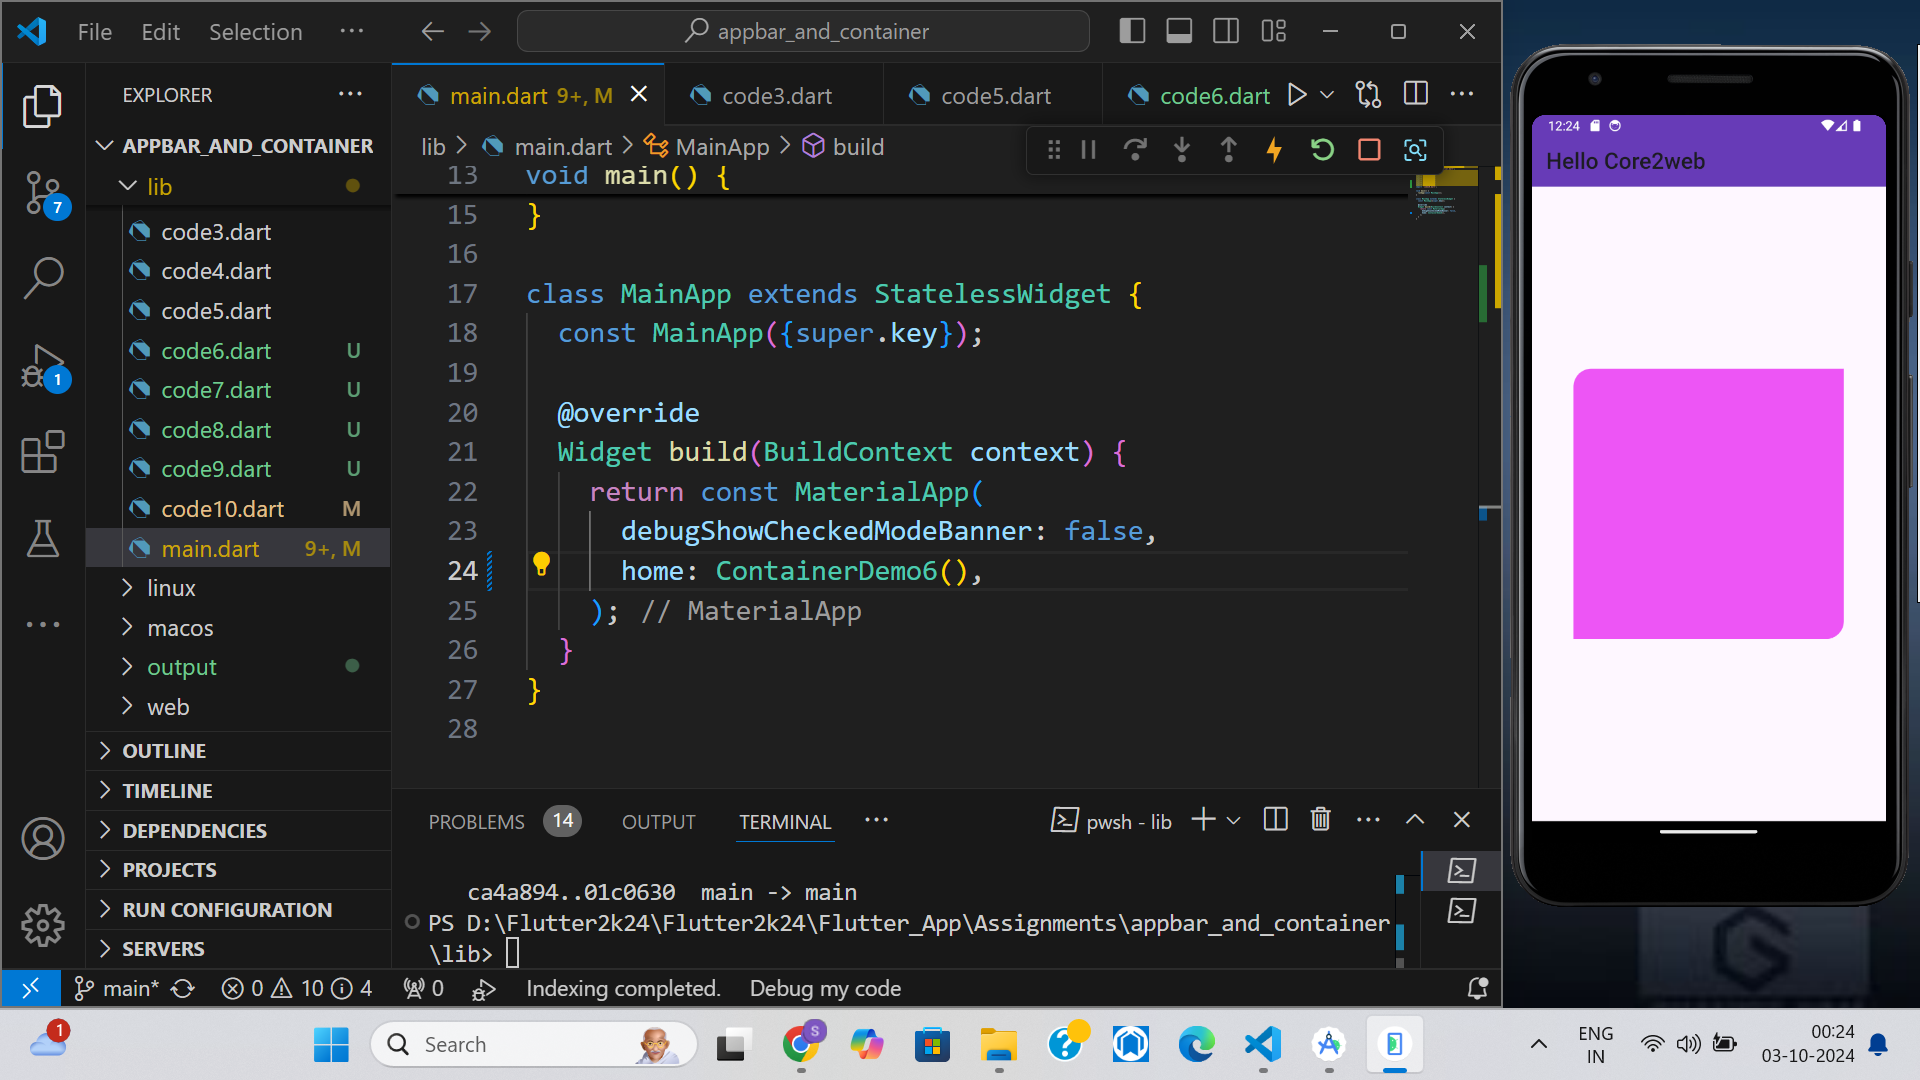 File Edit Selection ··· appbar_and_container
EXPLORER ···
APPBAR_AND_CONTAINER
lib
code3.dart
code4.dart
code5.dart
code6.dart U
code7.dart U
code8.dart U
code9.dart U
code10.dart M
main.dart 9+, M
linux
macos
output
web
OUTLINE
TIMELINE
DEPENDENCIES
PROJECTS
RUN CONFIGURATION
SERVERS
7
1
main.dart 9+, M code3.dart code5.dart code6.dart
lib > main.dart > MainApp > build
13 void main() {
15 }
16
17 class MainApp extends StatelessWidget {
18 const MainApp({super.key});
19
20 @override
21 Widget build(BuildContext context) {
22 return const MaterialApp(
23 debugShowCheckedModeBanner: false,
24 home: ContainerDemo6(),
25 ); // MaterialApp
26 }
27 }
28
PROBLEMS 14 OUTPUT TERMINAL ··· pwsh - lib
ca4a894..01c0630 main -> main
PS D:\Flutter2k24\Flutter2k24\Flutter_App\Assignments\appbar_and_container
\lib>
main* 0 10 4 0 Indexing completed. Debug my code
12:24
Hello Core2web
1
Search
S
ENG
IN
00:24
03-10-2024